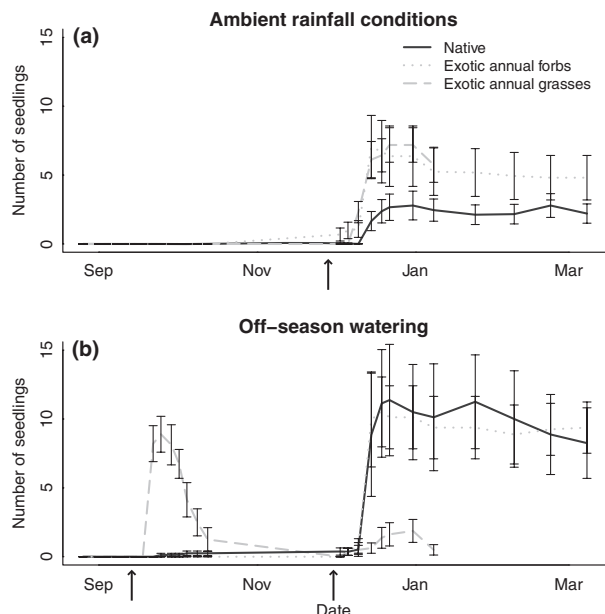 Ambient rainfall conditions
(a)
15
10
5
0
Number of seedlings
Native
Exotic annual forbs
Exotic annual grasses
Sep Nov Jan Mar
Off−season watering
(b)
15
10
5
0
Number of seedlings
Sep Nov Jan Mar
Date